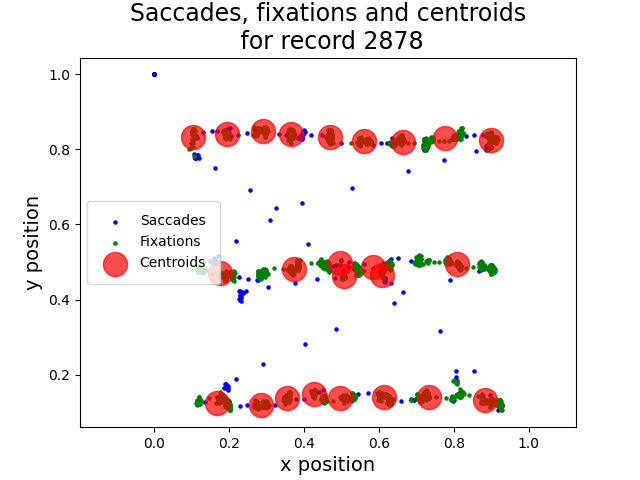 Saccades, fixations and centroids
for record 2878
y position
1.0
0.8
0.6
0.4
0.2
Saccades
Fixations
Centroids
0.0
0.2
0.4
0.6
0.8
1.0
x position